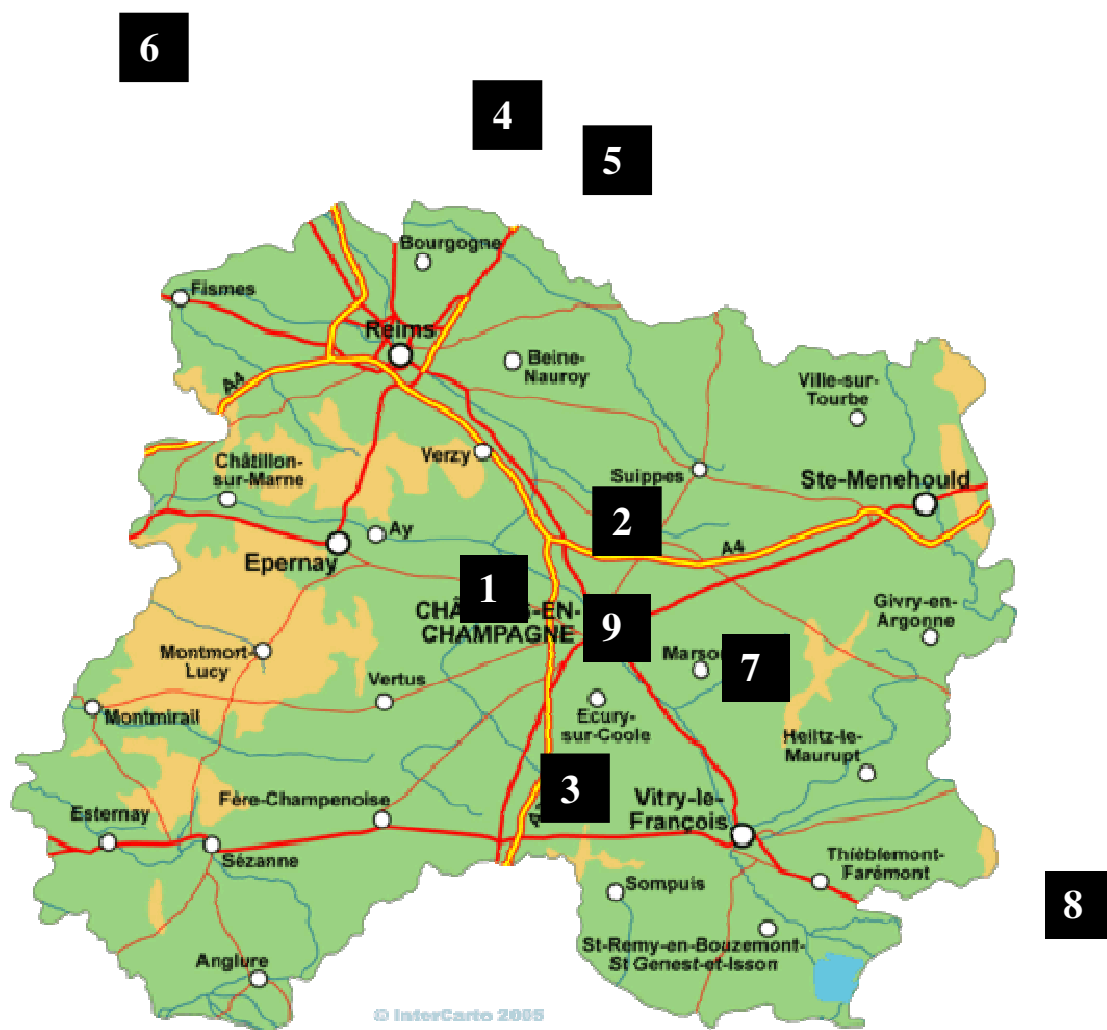 6
4
5
Bourgogne
Fismes
Reims
A4
Beine-
Nauroy
Ville-sur-
Tourbe
Verzy
Châtillon-
sur-Marne
Suippes
Ste-Menehould
2
Ay
A4
Epernay
1
CHÂ S-EN-
CHAMPAGNE
9
Givry-en-
Argonne
Montmort-
Lucy
Marso
7
Vertus
Montmirail
Ecury-
sur-Coole
Heiltz-le-
Maurupt
3
Fère-Champenoise
Vitry-le-
François
Esternay
Sézanne
Thiéblemont-
Farémont
Sompuis
8
St-Remy-en-Bouzemont-
St Genest-et-Isson
Anglure
© InterCarto 2005